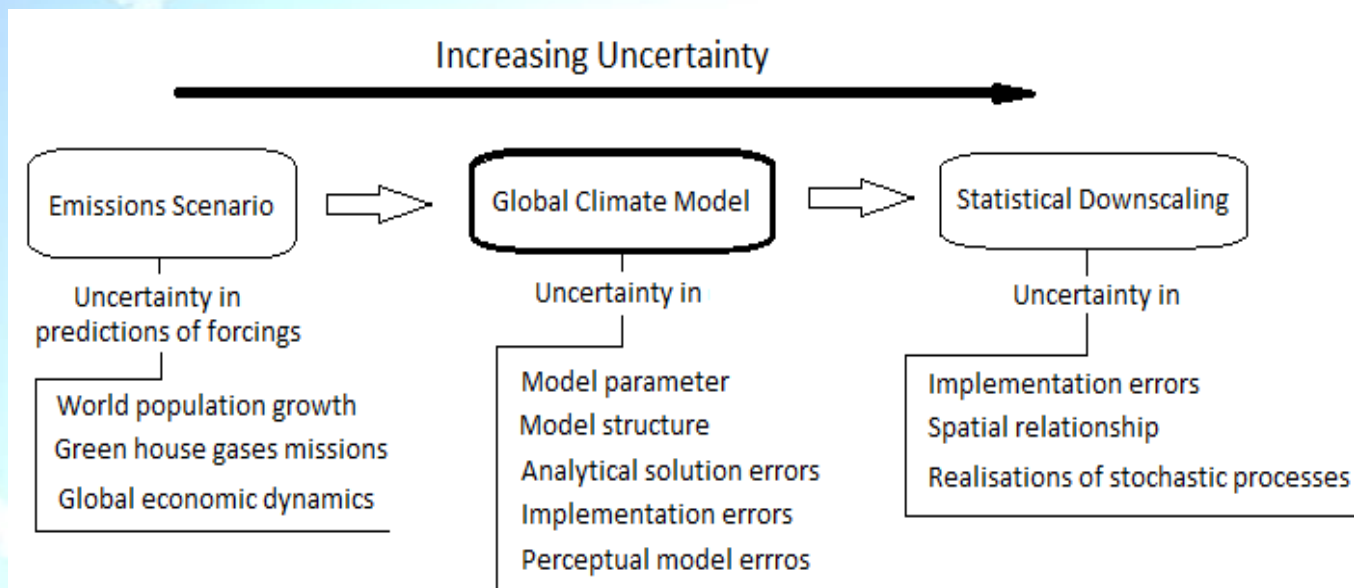 Increasing Uncertainty
Emissions Scenario
Global Climate Model
Statistical Downscaling
Uncertainty in
predictions of forcings
World population growth
Green house gases missions
Global economic dynamics
Uncertainty in
Model parameter
Model structure
Analytical solution errors
Implementation errors
Perceptual model errros
Uncertainty in
Implementation errors
Spatial relationship
Realisations of stochastic processes